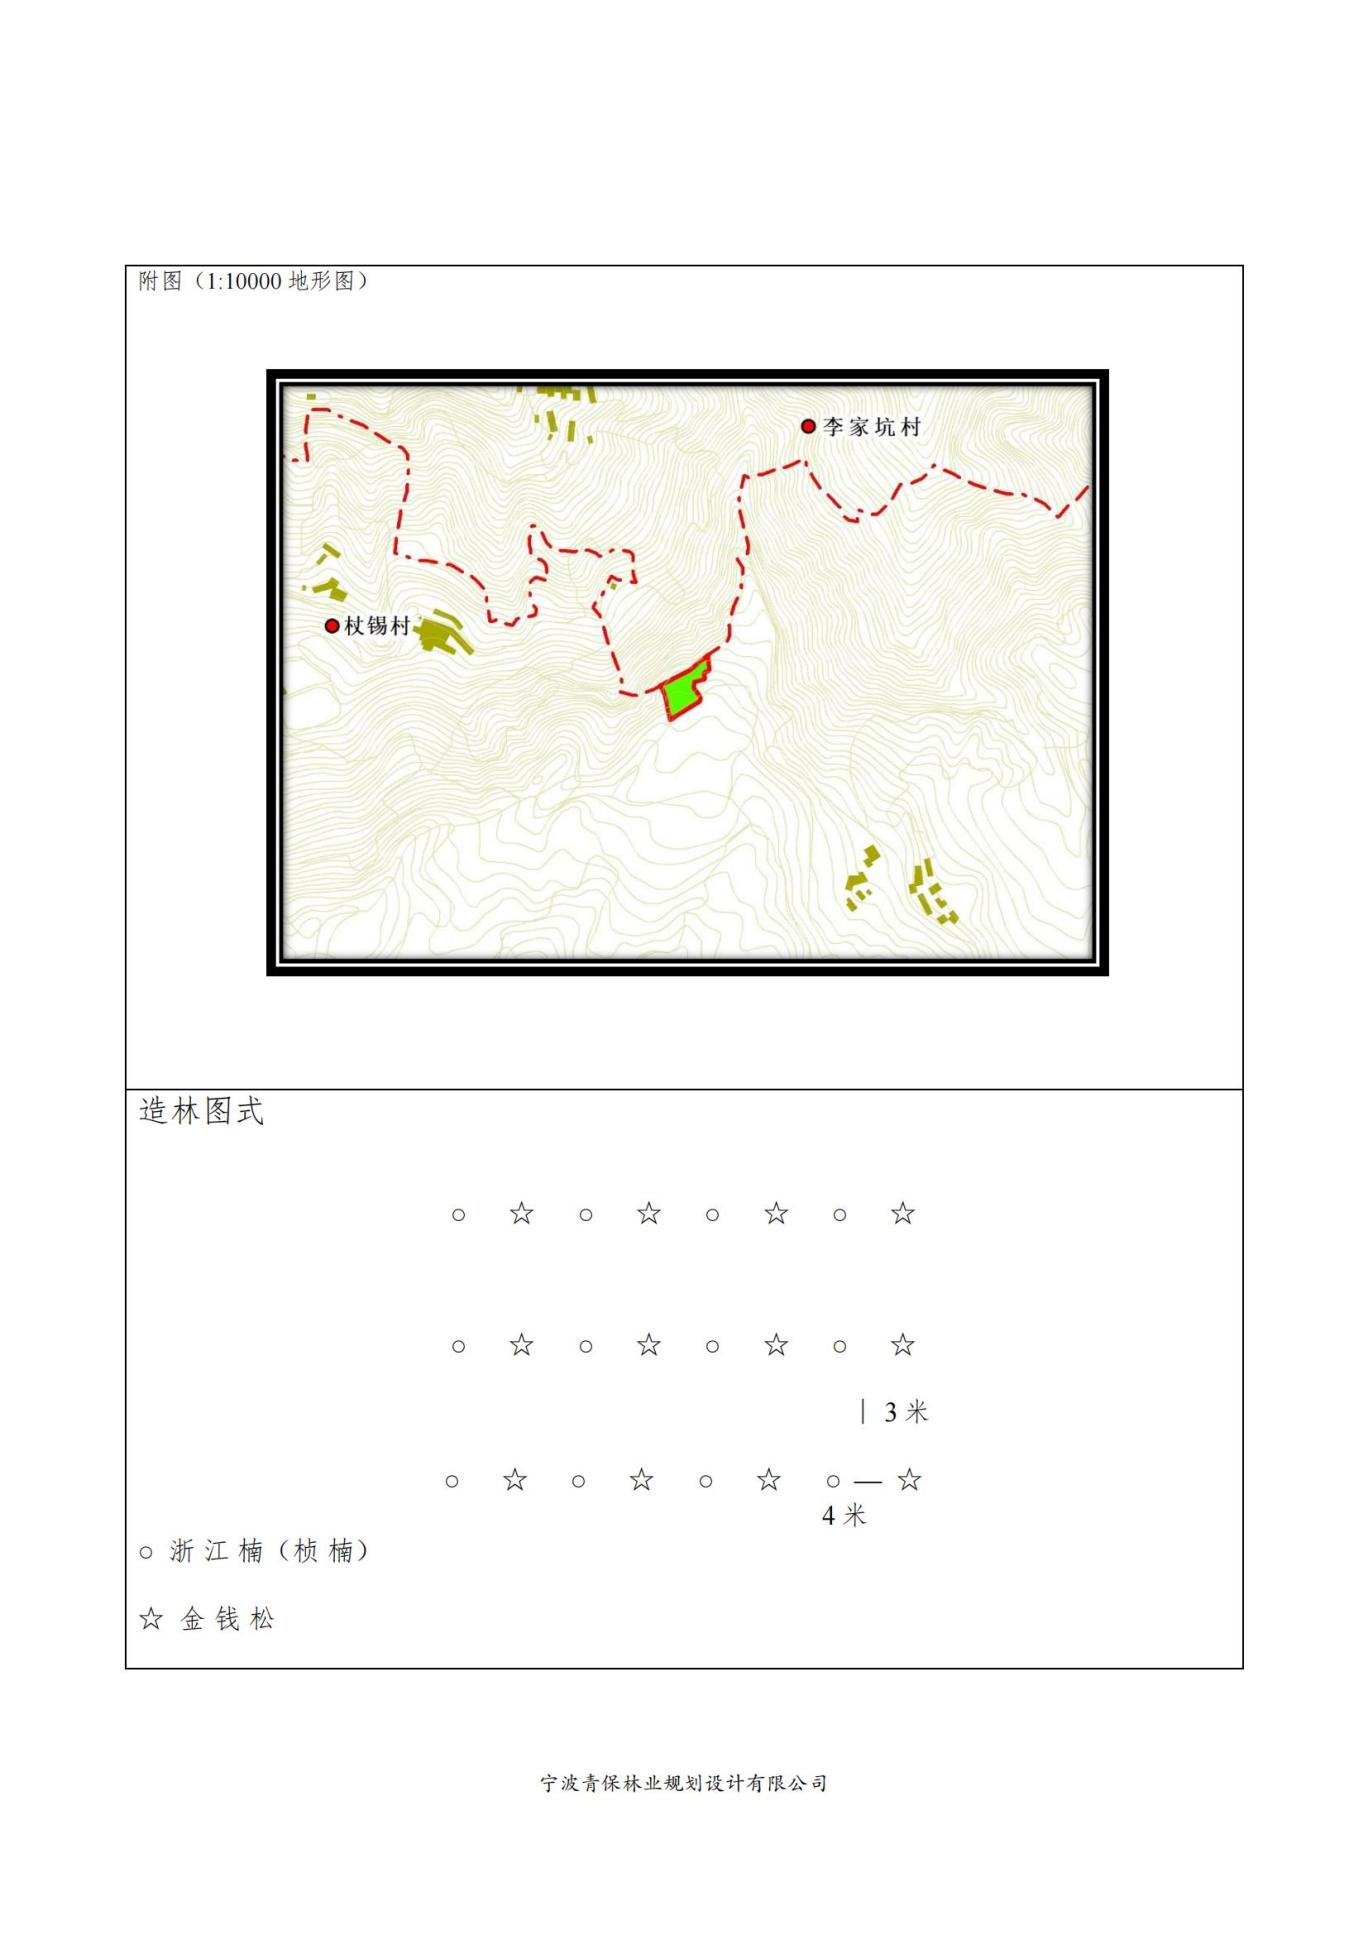 附图（1:10000 地形图）
李家坑村
杖锡村
造林图式
○ ☆ ○ ☆ ○ ☆ ○ ☆
○ ☆ ○ ☆ ○ ☆ ○ ☆
| 3 米
○ ☆ ○ ☆ ○ ☆ ○ — ☆
4 米
○ 浙江楠（桢楠）
☆ 金钱松
宁波青保林业规划设计有限公司